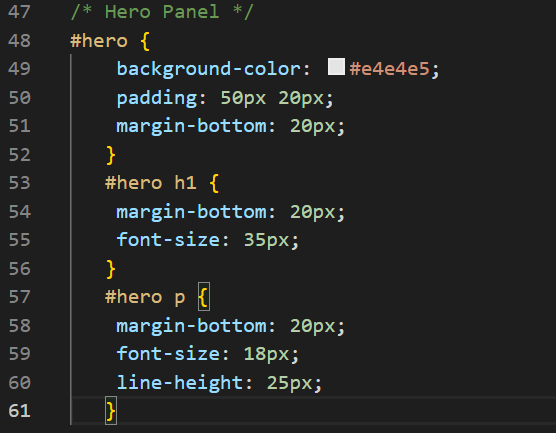 47 /* Hero Panel */
48 #hero {
49     background-color: #e4e4e5;
50     padding: 50px 20px;
51     margin-bottom: 20px;
52    }
53    #hero h1 {
54     margin-bottom: 20px;
55     font-size: 35px;
56    }
57    #hero p {
58     margin-bottom: 20px;
59     font-size: 18px;
60     line-height: 25px;
61    }